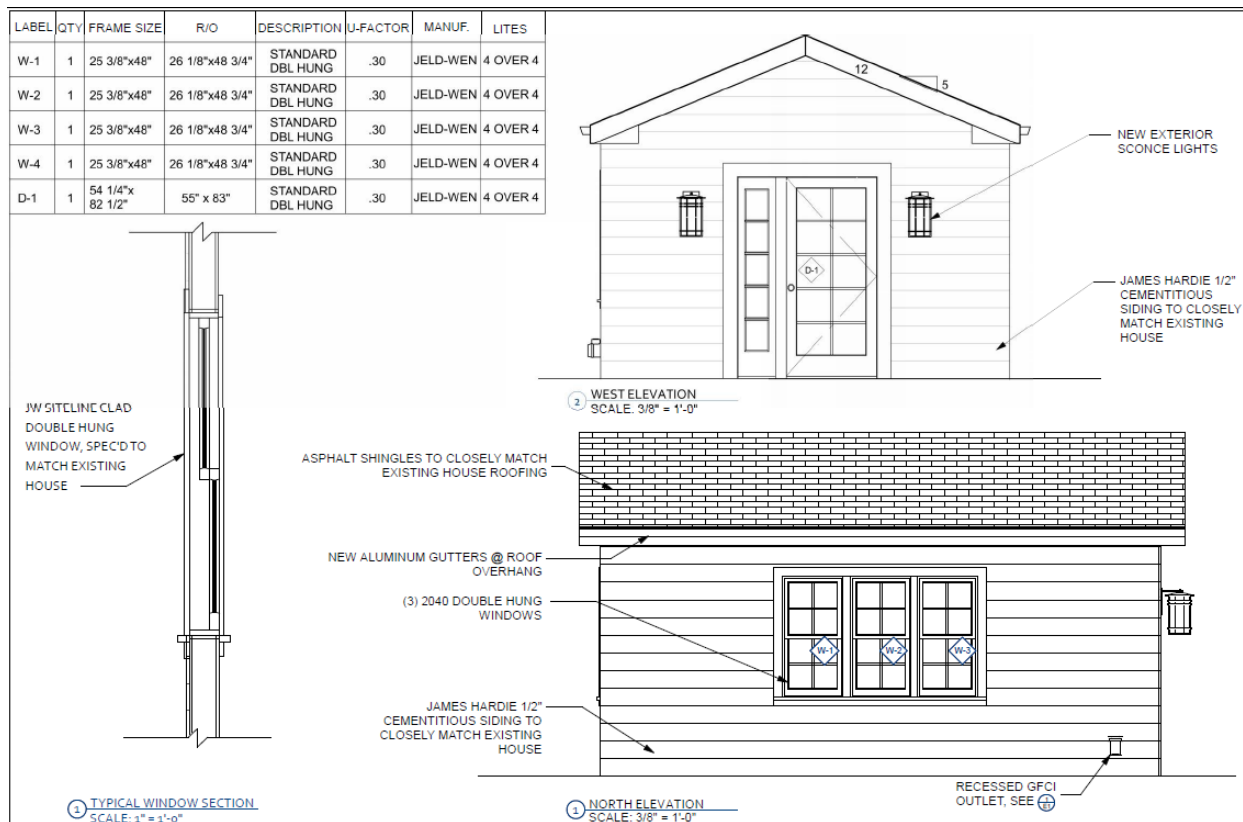 LABEL QTY FRAME SIZE R/O DESCRIPTION U-FACTOR MANUF. LITES
W-1 1 25 3/8"x48" 26 1/8"x48 3/4" STANDARD DBL HUNG .30 JELD-WEN 4 OVER 4
W-2 1 25 3/8"x48" 26 1/8"x48 3/4" STANDARD DBL HUNG .30 JELD-WEN 4 OVER 4
W-3 1 25 3/8"x48" 26 1/8"x48 3/4" STANDARD DBL HUNG .30 JELD-WEN 4 OVER 4
W-4 1 25 3/8"x48" 26 1/8"x48 3/4" STANDARD DBL HUNG .30 JELD-WEN 4 OVER 4
D-1 1 54 1/4"x 82 1/2" 55" x 83" STANDARD DBL HUNG .30 JELD-WEN 4 OVER 4
12
5
NEW EXTERIOR
SCONCE LIGHTS
D-1
JAMES HARDIE 1/2"
CEMENTITIOUS
SIDING TO CLOSELY
MATCH EXISTING
HOUSE
2 WEST ELEVATION
SCALE: 3/8" = 1'-0"
JW SITELINE CLAD
DOUBLE HUNG
WINDOW, SPEC'D TO
MATCH EXISTING
HOUSE
1 TYPICAL WINDOW SECTION
SCALE: 1" = 1'-0"
ASPHALT SHINGLES TO CLOSELY MATCH
EXISTING HOUSE ROOFING
NEW ALUMINUM GUTTERS @ ROOF
OVERHANG
(3) 2040 DOUBLE HUNG
WINDOWS
W-1
W-2
W-3
JAMES HARDIE 1/2"
CEMENTITIOUS SIDING TO
CLOSELY MATCH EXISTING
HOUSE
RECESSED GFCI
OUTLET, SEE
1 NORTH ELEVATION
SCALE: 3/8" = 1'-0"